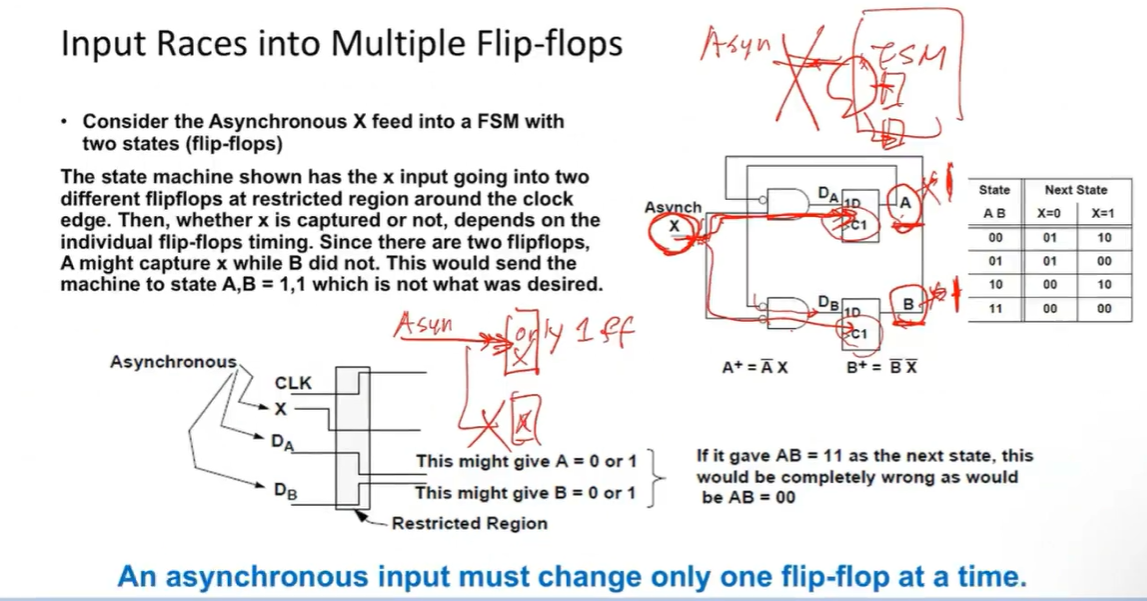 Input Races into Multiple Flip-flops
Asyn
FSM
• Consider the Asynchronous X feed into a FSM with
two states (flip-flops)
The state machine shown has the x input going into two
different flipflops at restricted region around the clock
edge. Then, whether x is captured or not, depends on the
individual flip-flops timing. Since there are two flipflops,
A might capture x while B did not. This would send the
machine to state A,B = 1,1 which is not what was desired.
Asynch
X
DA 1D A 1
C1
DB 1D B 1
C1
A+ = A̅ X B+ = B̅ X̅
State Next State
A B X=0 X=1
00 01 10
01 01 00
10 00 10
11 00 00
Asyn only 1 ff
X
X
Asynchronous
CLK
X
DA
DB
This might give A = 0 or 1
This might give B = 0 or 1
Restricted Region
If it gave AB = 11 as the next state, this
would be completely wrong as would
be AB = 00
An asynchronous input must change only one flip-flop at a time.